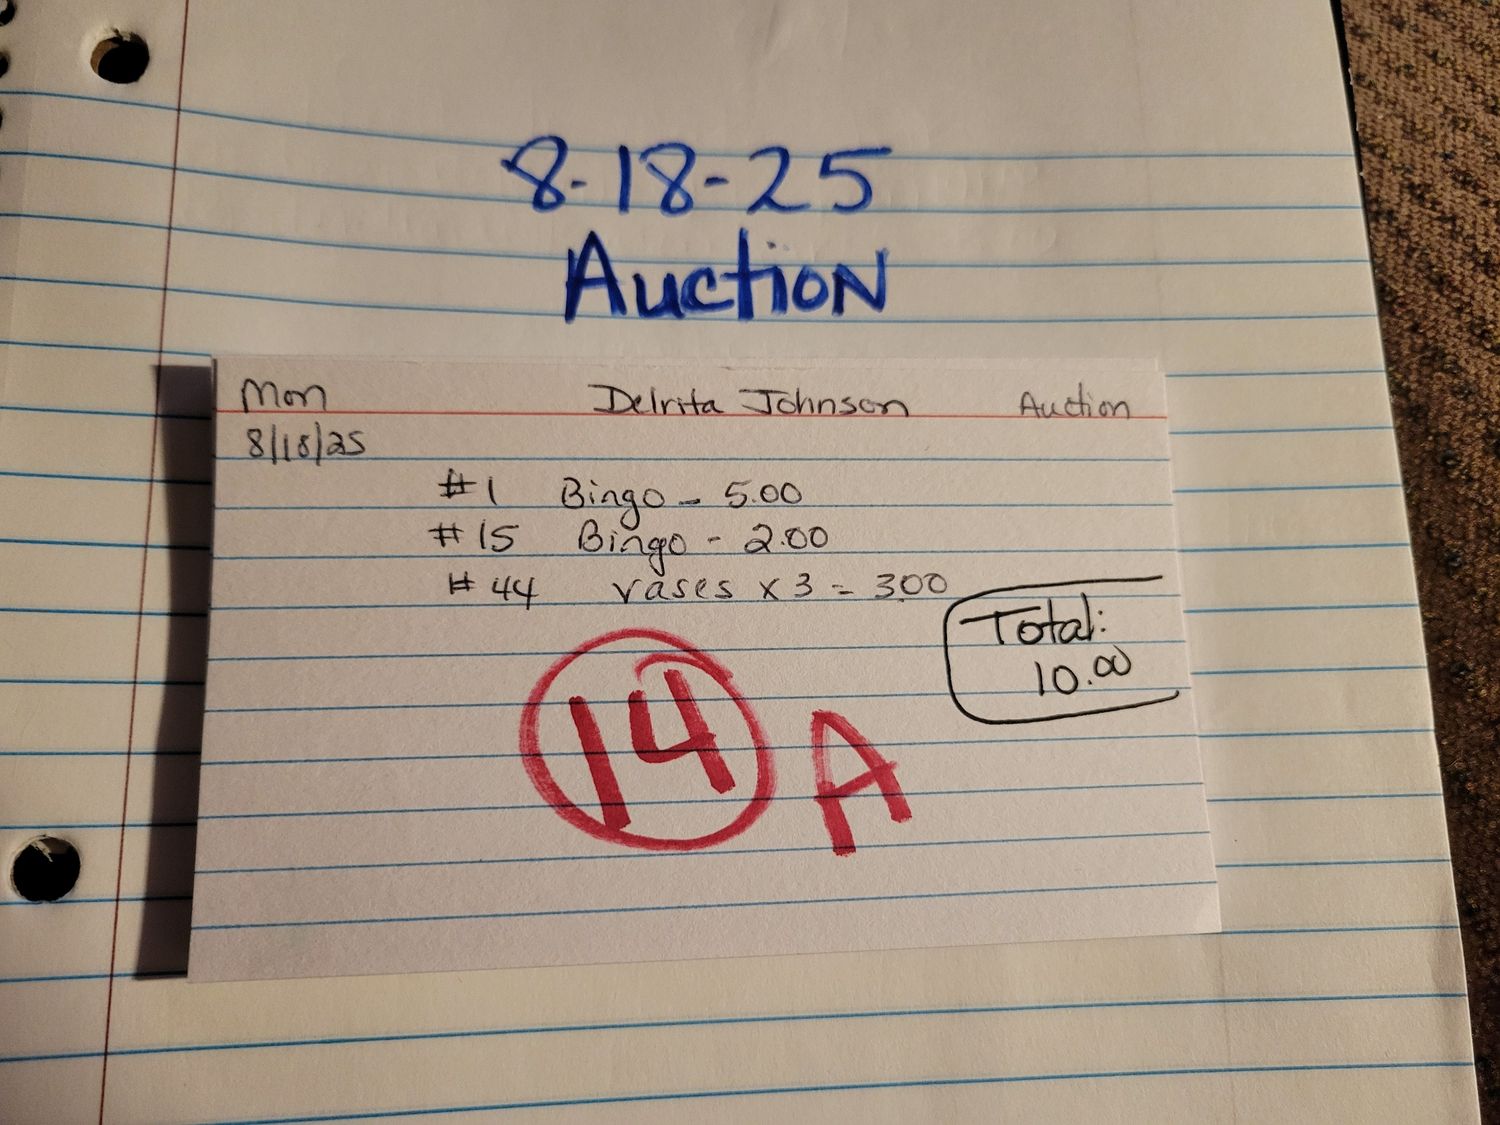 8-18-25
Auction
Mon Delrita Johnson Auction
8/18/25
#1 Bingo - 5.00
#15 Bingo - 2.00
#44 vases x 3 = 3.00
Total:
10.00
14 A